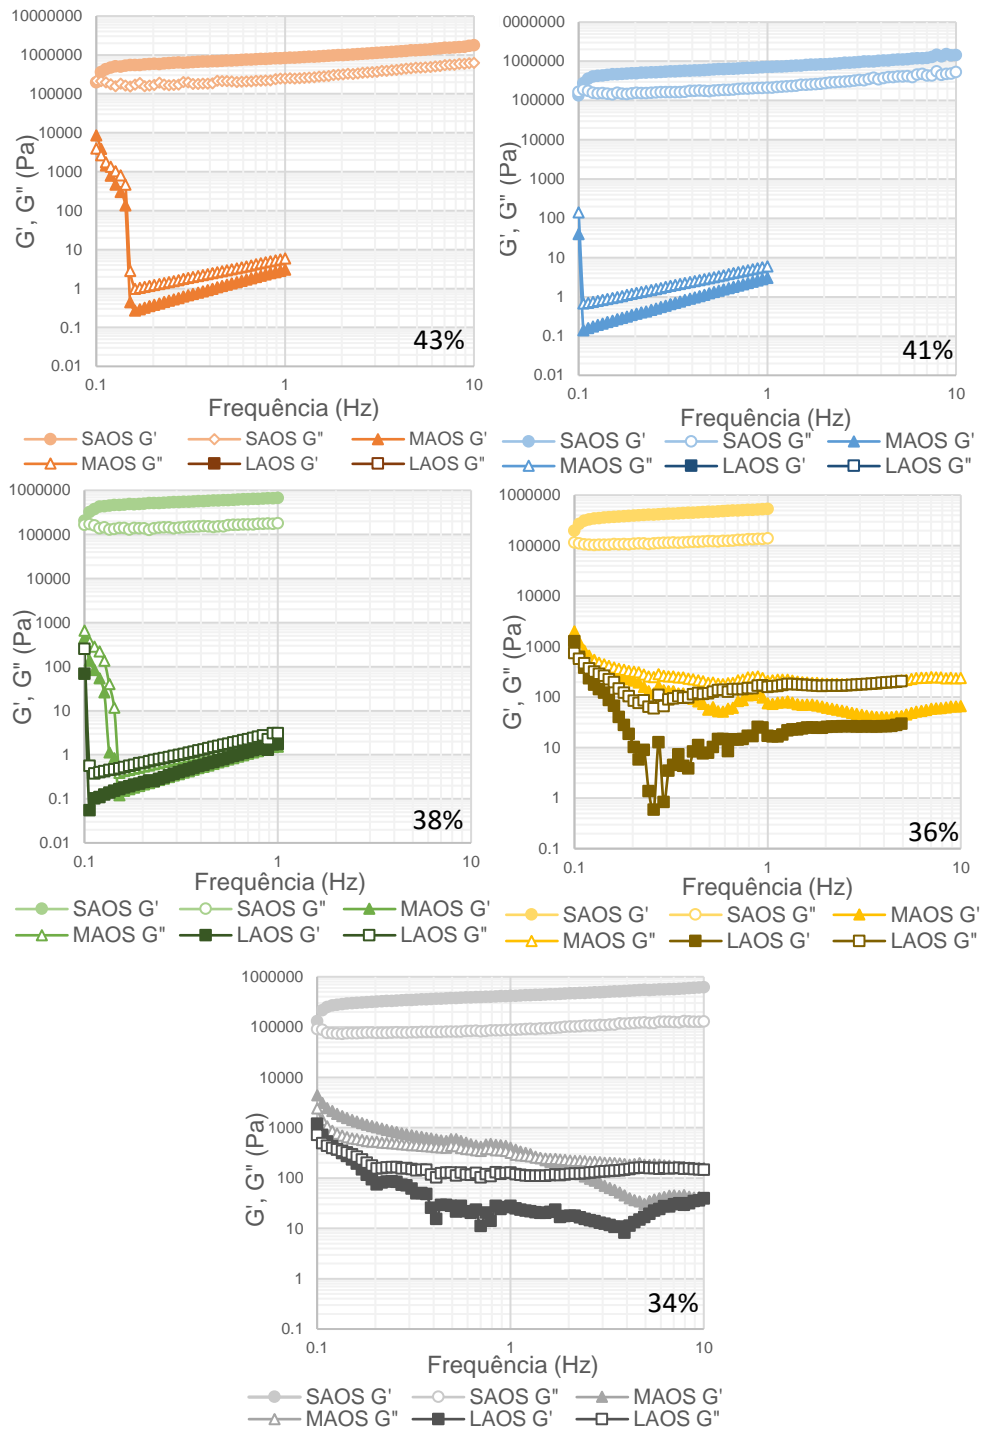 10000000
1000000
100000
10000
1000
100
10
1
0.1
0.01
G', G" (Pa)
43%
0.1 1 10
Frequência (Hz)
SAOS G' SAOS G" MAOS G'
MAOS G" LAOS G' LAOS G"
0000000
1000000
100000
10000
1000
100
10
1
0.1
0.01
G', G" (Pa)
41%
0.1 1 10
Frequência (Hz)
SAOS G' SAOS G" MAOS G'
MAOS G" LAOS G' LAOS G"
1000000
100000
10000
1000
100
10
1
0.1
0.01
G', G" (Pa)
38%
0.1 1 10
Frequência (Hz)
SAOS G' SAOS G" MAOS G'
MAOS G" LAOS G' LAOS G"
1000000
100000
10000
1000
100
10
1
0.1
G', G" (Pa)
36%
0.1 1 10
Frequência (Hz)
SAOS G' SAOS G" MAOS G'
MAOS G" LAOS G' LAOS G"
1000000
100000
10000
1000
100
10
1
0.1
G', G" (Pa)
34%
0.1 1 10
Frequência (Hz)
SAOS G' SAOS G" MAOS G'
MAOS G" LAOS G' LAOS G"